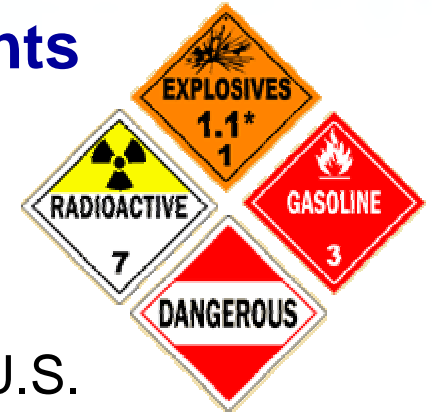 nts
EXPLOSIVES
1.1*
1
RADIOACTIVE
7
GASOLINE
3
DANGEROUS
U.S.